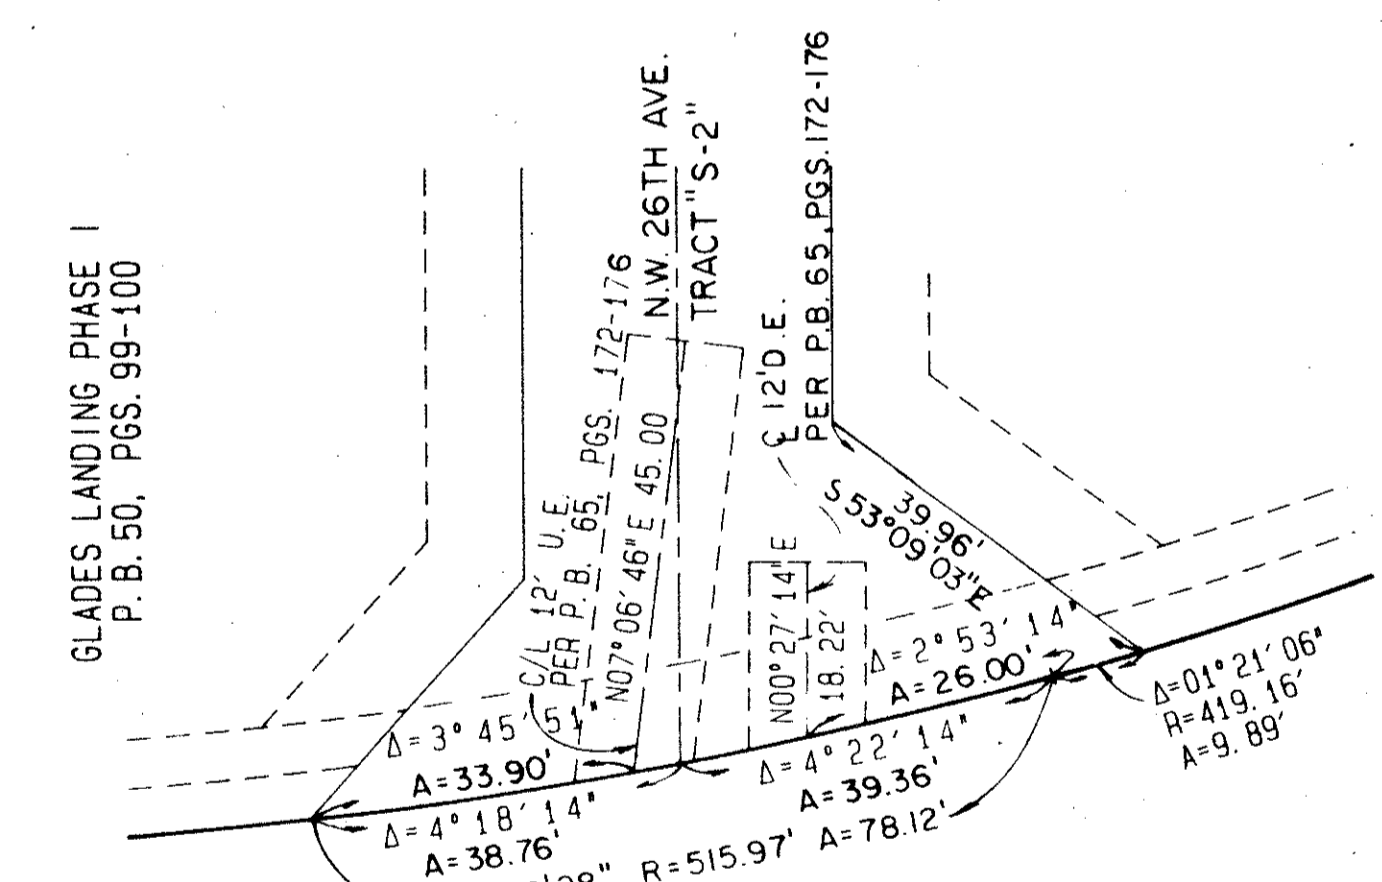 GLADES LANDING PHASE I
P.B. 50, PGS. 99-100
C/L 12' U.E.
PER P.B. 65, PGS. 172-176
N07°06'46"E 45.00
N.W. 26TH AVE.
TRACT "S-2"
℄ 12'D.E.
PER P.B. 65, PGS. 172-176
N00°27'14"E
18.22'
39.96'
S 53°09'03"E
Δ=3°45'51"
A=33.90'
Δ=4°18'14"
A=38.76'
Δ=2°53'14"
A=26.00'
Δ=4°22'14"
A=39.36'
R=515.97' A=78.12'
Δ=01°21'06"
R=419.16'
A=9.89'